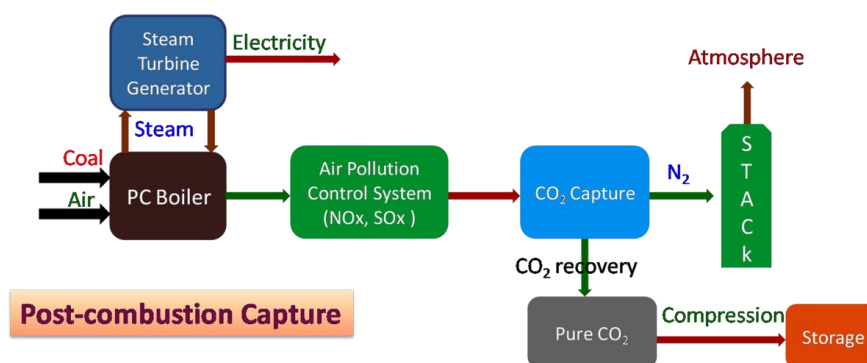 Steam
Turbine
Generator
Electricity
Atmosphere
Steam
Coal
Air
PC Boiler
Air Pollution
Control System
(NOx, SOx )
CO₂ Capture
N₂
S
T
A
C
k
CO₂ recovery
Post-combustion Capture
Pure CO₂
Compression
Storage